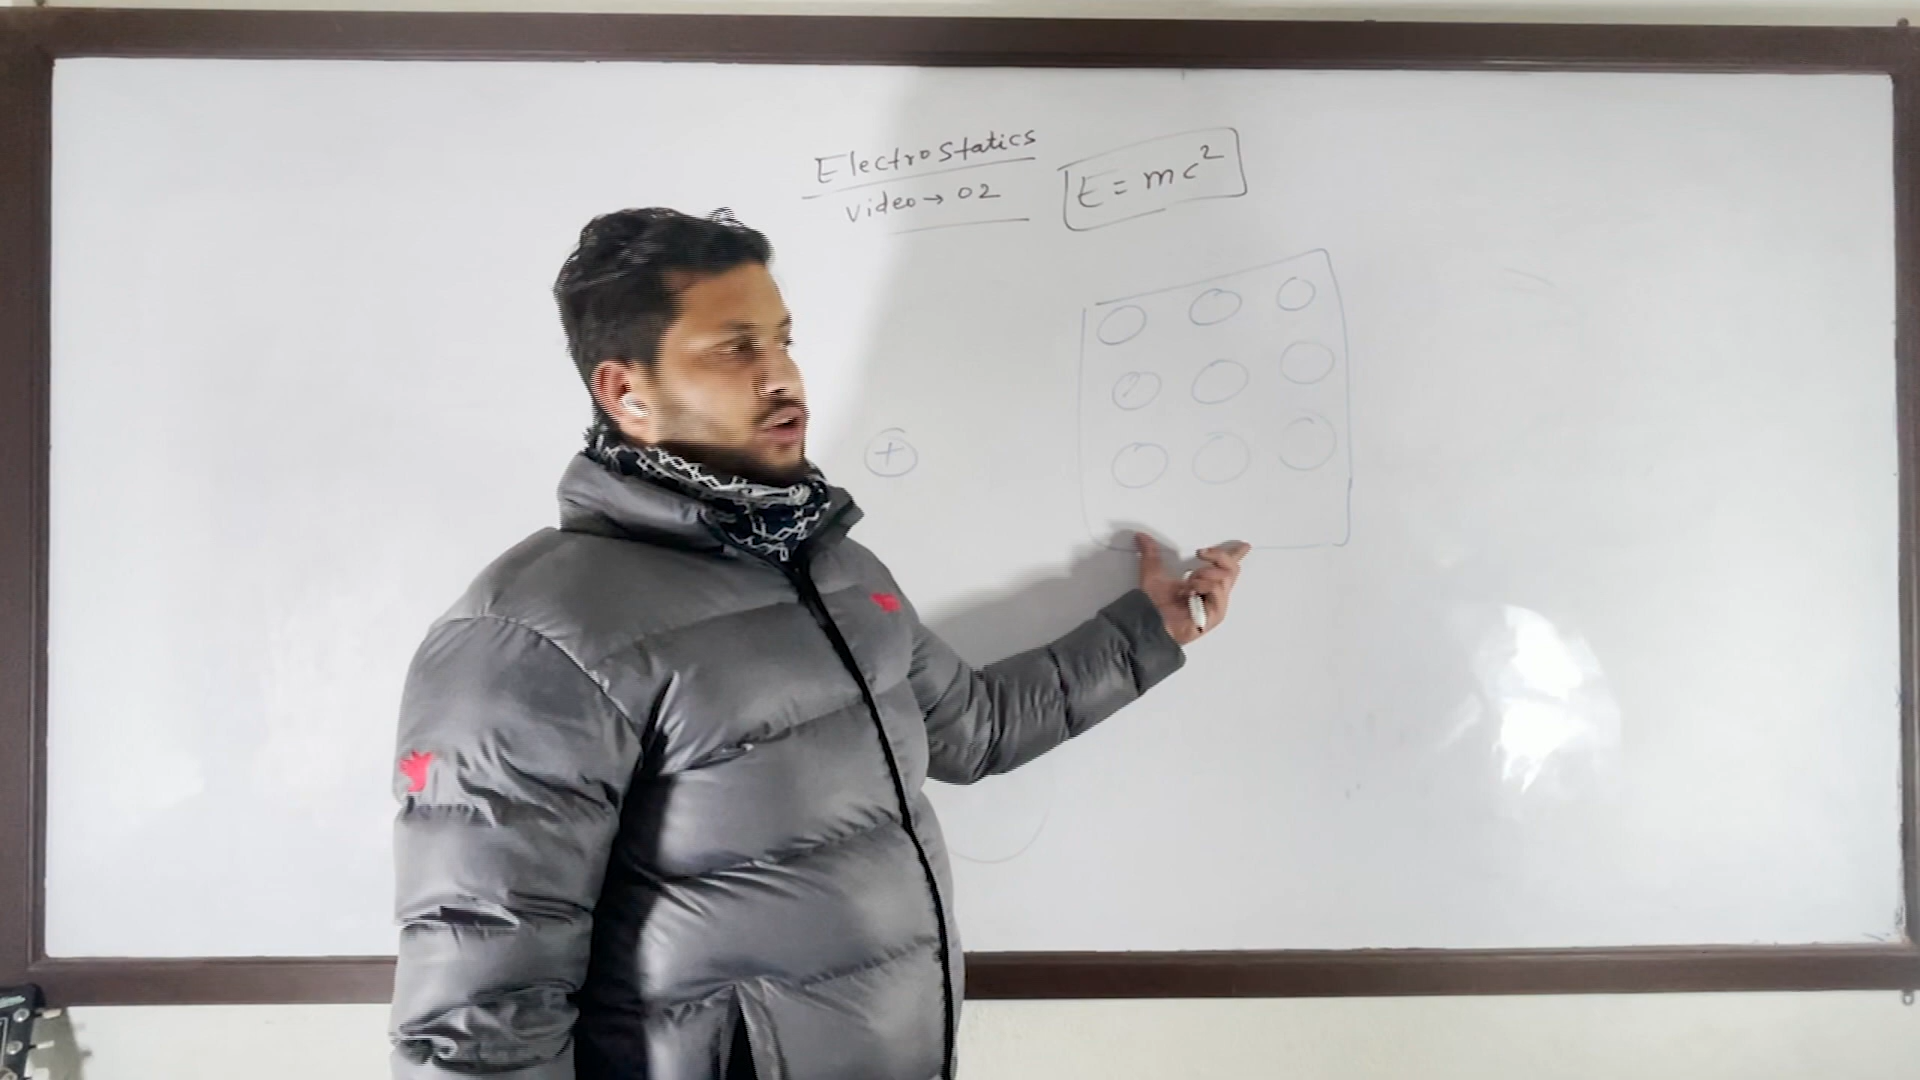 Electrostatics
Video → 02
E = mc²
+